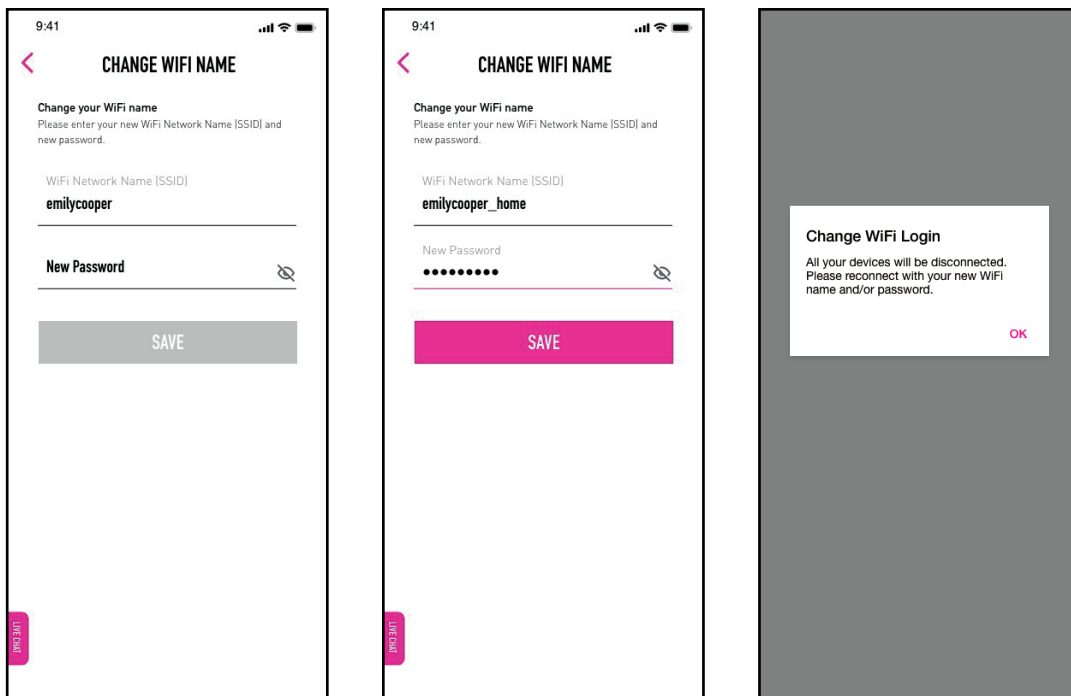 9:41
CHANGE WIFI NAME
Change your WiFi name
Please enter your new WiFi Network Name (SSID) and
new password.
WiFi Network Name (SSID)
emilycooper
New Password
SAVE
LIVE CHAT
9:41
CHANGE WIFI NAME
Change your WiFi name
Please enter your new WiFi Network Name (SSID) and
new password.
WiFi Network Name (SSID)
emilycooper_home
New Password
•••••••••
SAVE
LIVE CHAT
Change WiFi Login
All your devices will be disconnected.
Please reconnect with your new WiFi
name and/or password.
OK